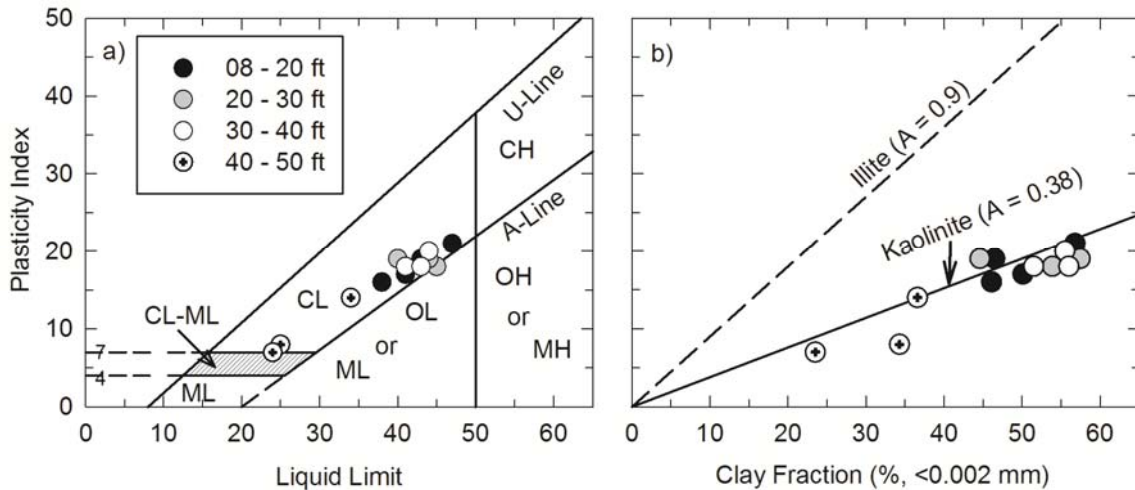 a)
08 - 20 ft
20 - 30 ft
30 - 40 ft
40 - 50 ft
U-Line
CH
A-Line
CL
OL
or
ML
OH
or
MH
CL-ML
ML
7
4
50
40
30
20
10
0
Plasticity Index
0 10 20 30 40 50 60
Liquid Limit
b)
Illite (A = 0.9)
Kaolinite (A = 0.38)
0 10 20 30 40 50 60
Clay Fraction (%, <0.002 mm)